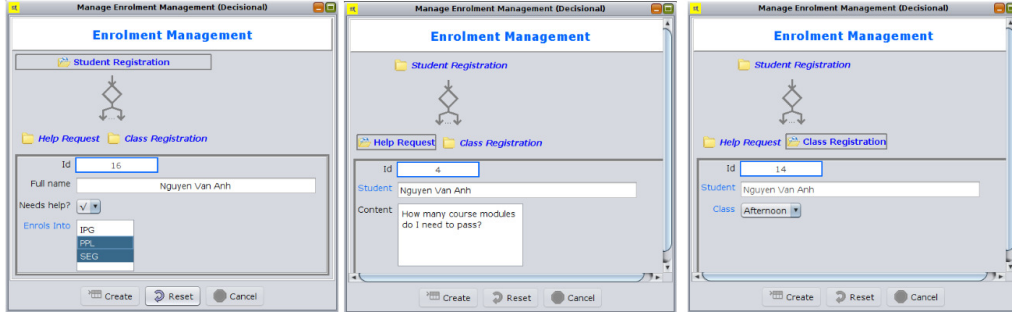 Manage Enrolment Management (Decisional)
Enrolment Management
Student Registration
Help Request Class Registration
Id 16
Full name Nguyen Van Anh
Needs help? √
Enrols Into IPG
PPL
SEG
Create Reset Cancel
Manage Enrolment Management (Decisional)
Enrolment Management
Student Registration
Help Request Class Registration
Id 4
Student Nguyen Van Anh
Content How many course modules
do I need to pass?
Create Reset Cancel
Manage Enrolment Management (Decisional)
Enrolment Management
Student Registration
Help Request Class Registration
Id 14
Student Nguyen Van Anh
Class Afternoon
Create Reset Cancel